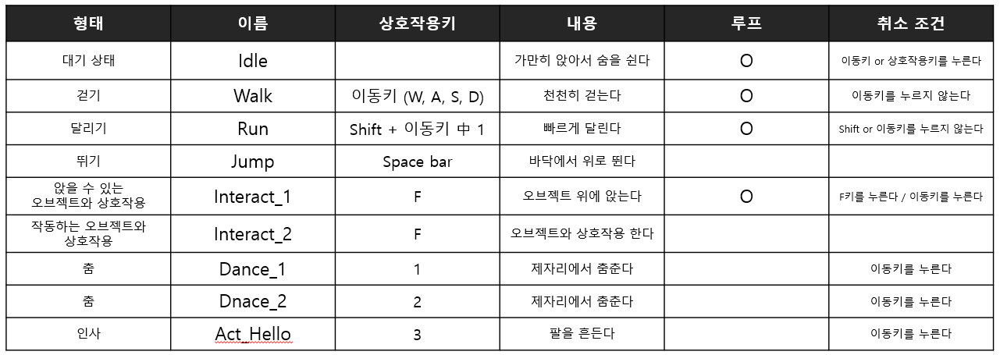 형태 이름 상호작용키 내용 루프 취소 조건
대기 상태 Idle 가만히 앉아서 숨을 쉰다 O 이동키 or 상호작용키를 누른다
걷기 Walk 이동키 (W, A, S, D) 천천히 걷는다 O 이동키를 누르지 않는다
달리기 Run Shift + 이동키 中 1 빠르게 달린다 O Shift or 이동키를 누르지 않는다
뛰기 Jump Space bar 바닥에서 위로 뛴다
앉을 수 있는
오브젝트와 상호작용 Interact_1 F 오브젝트 위에 앉는다 O F키를 누른다 / 이동키를 누른다
작동하는 오브젝트와
상호작용 Interact_2 F 오브젝트와 상호작용 한다
춤 Dance_1 1 제자리에서 춤춘다 이동키를 누른다
춤 Dnace_2 2 제자리에서 춤춘다 이동키를 누른다
인사 Act_Hello 3 팔을 흔든다 이동키를 누른다